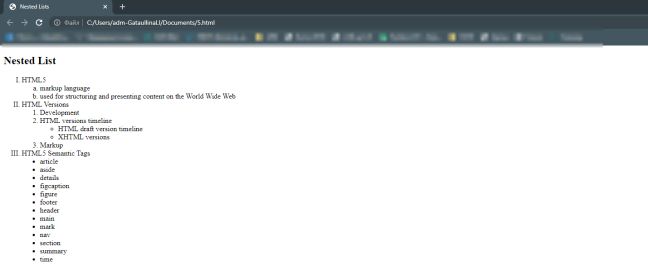 Nested Lists
Файл
C:/Users/adm-GataullinaLI/Documents/5.html
Nested List
I. HTML5
a. markup language
b. used for structuring and presenting content on the World Wide Web
II. HTML Versions
1. Development
2. HTML versions timeline
HTML draft version timeline
XHTML versions
3. Markup
III. HTML5 Semantic Tags
article
aside
details
figcaption
figure
footer
header
main
mark
nav
section
summary
time